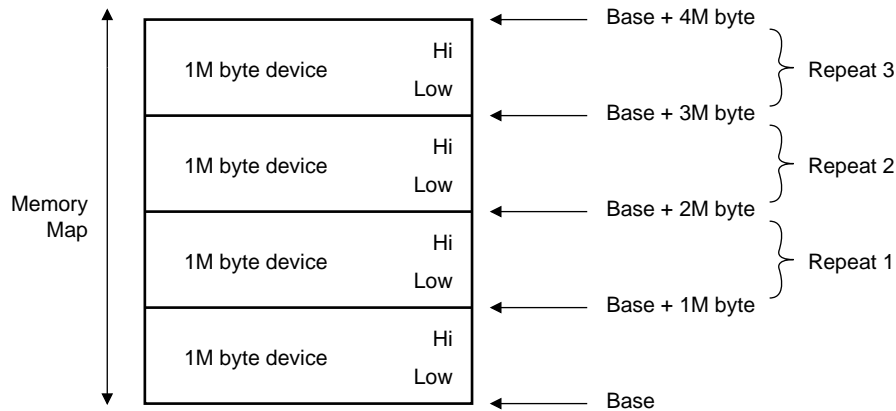 Base + 4M byte
Hi
1M byte device
Low
Repeat 3
Base + 3M byte
Hi
1M byte device
Low
Repeat 2
Memory
Map
Base + 2M byte
Hi
1M byte device
Low
Repeat 1
Base + 1M byte
Hi
1M byte device
Low
Base